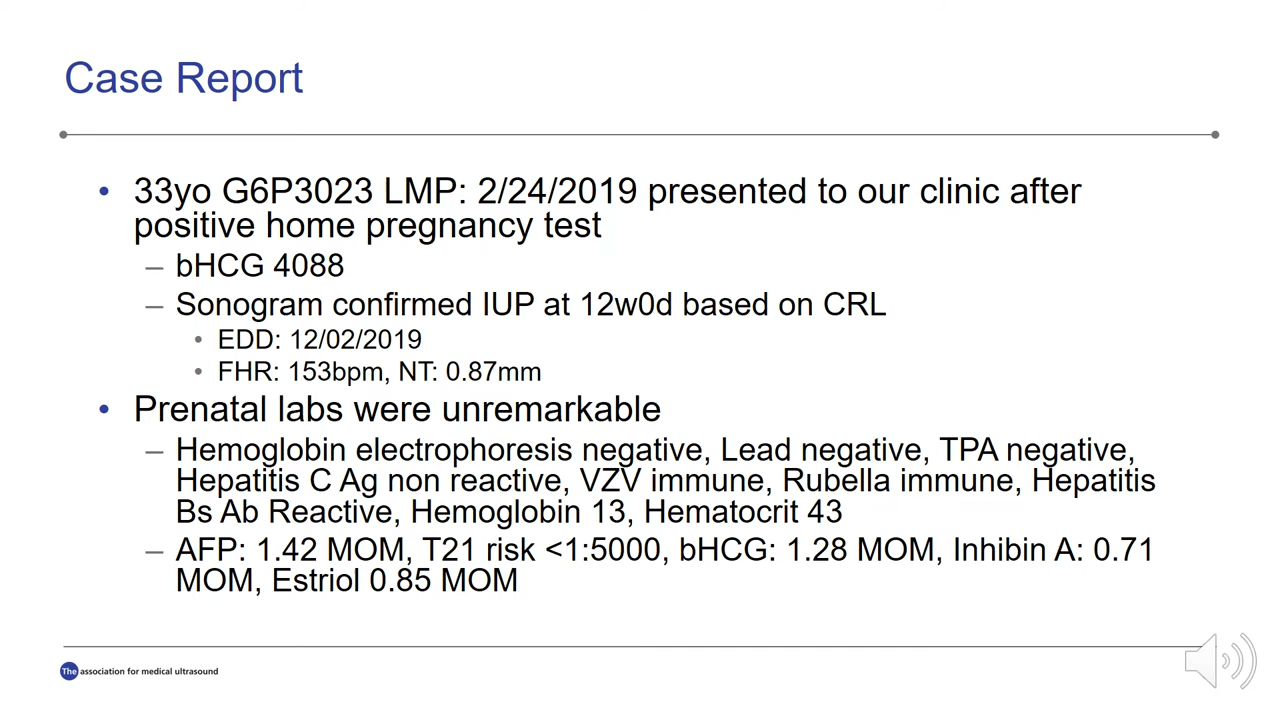 Case Report
• 33yo G6P3023 LMP: 2/24/2019 presented to our clinic after
positive home pregnancy test
– bHCG 4088
– Sonogram confirmed IUP at 12w0d based on CRL
• EDD: 12/02/2019
• FHR: 153bpm, NT: 0.87mm
• Prenatal labs were unremarkable
– Hemoglobin electrophoresis negative, Lead negative, TPA negative,
Hepatitis C Ag non reactive, VZV immune, Rubella immune, Hepatitis
Bs Ab Reactive, Hemoglobin 13, Hematocrit 43
– AFP: 1.42 MOM, T21 risk <1:5000, bHCG: 1.28 MOM, Inhibin A: 0.71
MOM, Estriol 0.85 MOM
The association for medical ultrasound